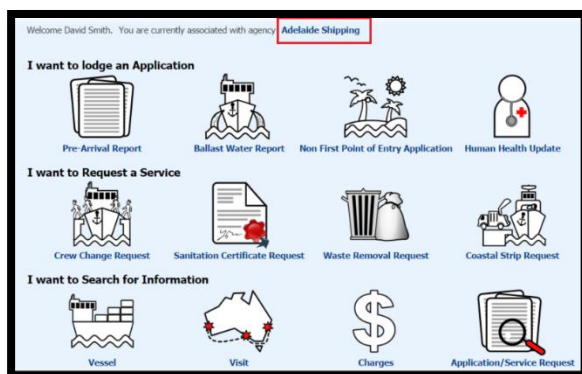 Welcome David Smith. You are currently associated with agency Adelaide Shipping
I want to lodge an Application
Pre-Arrival Report Ballast Water Report Non First Point of Entry Application Human Health Update
I want to Request a Service
Crew Change Request Sanitation Certificate Request Waste Removal Request Coastal Strip Request
I want to Search for Information
Vessel Visit Charges Application/Service Request